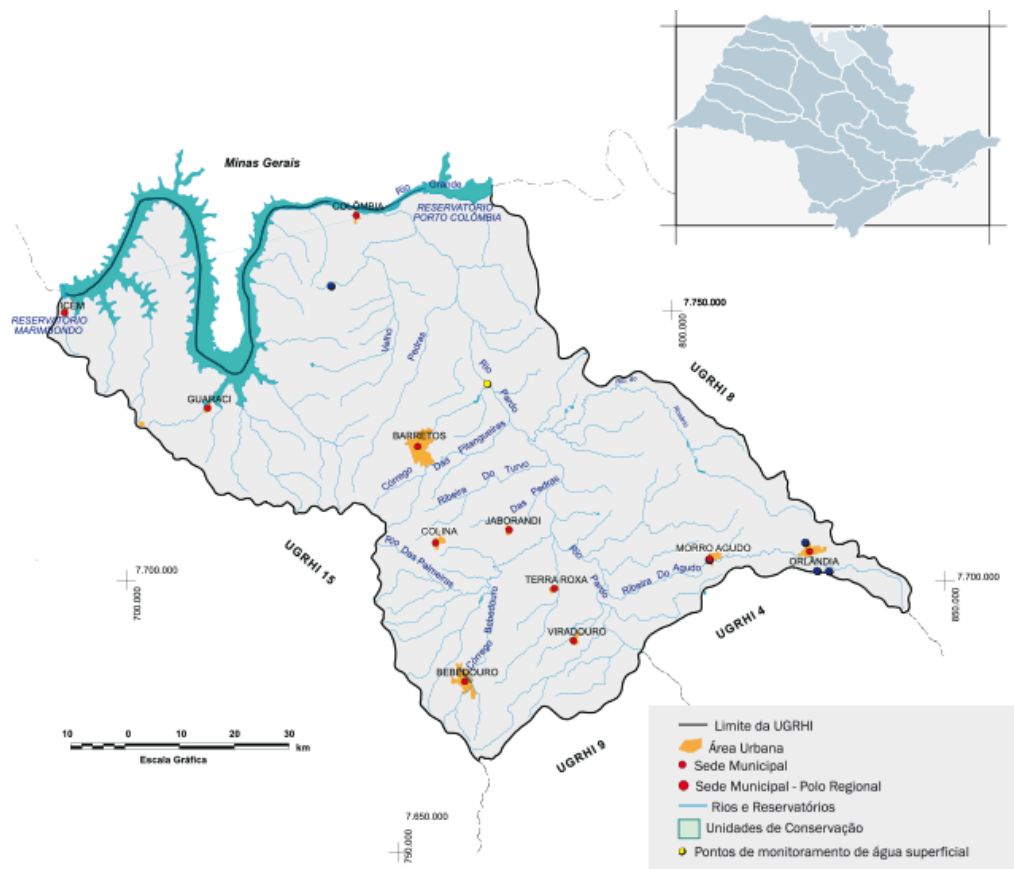 Minas Gerais
Rio Grande
COLÔMBIA
RESERVATÓRIO
PORTO COLÔMBIA
ICEM
RESERVATÓRIO
MARIMBONDO
7.750.000
800.000
Velho
Pedras
Rio
Pardo
UGRHI 8
Rosário
GUARACI
BARRETOS
Córrego Das Pitangueiras
Ribeira Do Turvo
Das Pedras
COLINA
JABORANDI
UGRHI 15
Rio Das Palmeiras
Rio
Pardo
MORRO AGUDO
ORLANDIA
Ribeira Do Agudo
TERRA ROXA
7.700.000
700.000
7.700.000
850.000
UGRHI 4
Córrego Bebedouro
VIRADOURO
BEBEDOURO
UGRHI 9
10 0 10 20 30 km
Escala Gráfica
7.650.000
750.000
Limite da UGRHI
Área Urbana
Sede Municipal
Sede Municipal - Polo Regional
Rios e Reservatórios
Unidades de Conservação
Pontos de monitoramento de água superficial